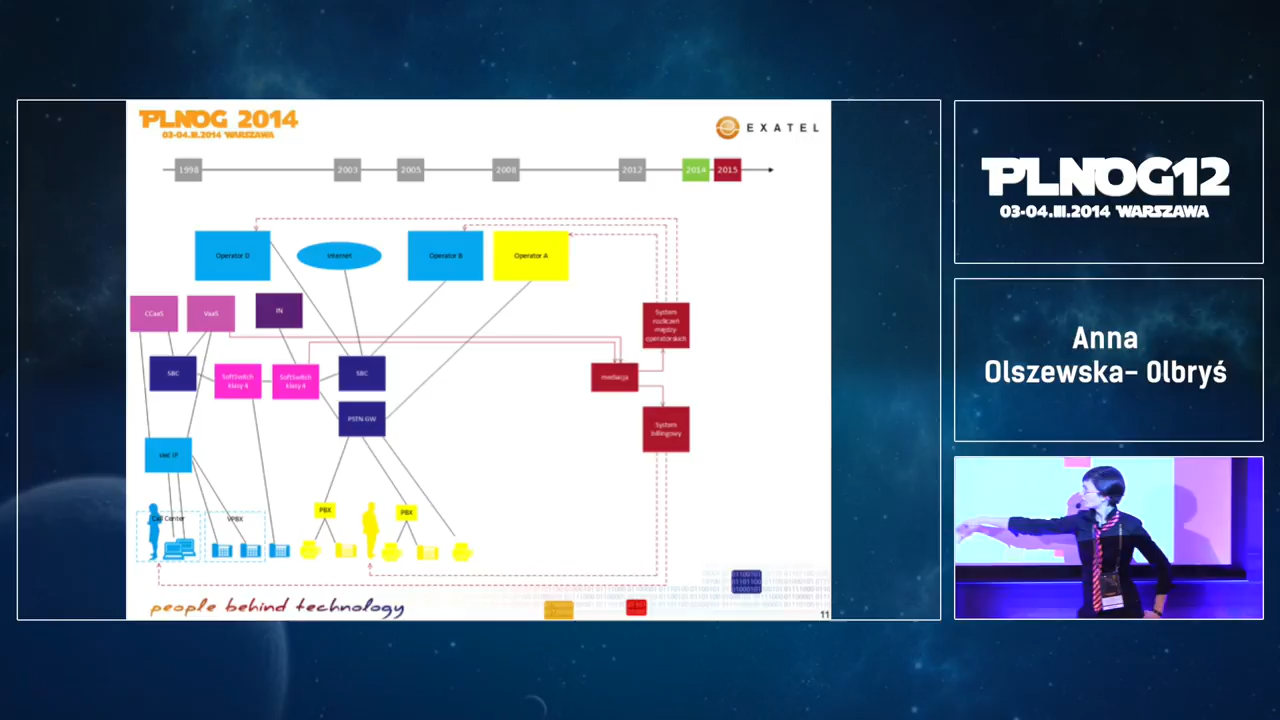 PLNOG 2014
03-04.III.2014 WARSZAWA
EXATEL
1998
2003
2005
2008
2012
2014
2015
Operator D
Internet
Operator B
Operator A
CCaaS
VaaS
IN
System
rozliczeń
między-
operatorskich
SBC
SoftSwitch
klasy 4
SoftSwitch
klasy 4
SBC
mediacja
PSTN GW
System
billingowy
sieć IP
PBX
PBX
Call Center
VPBX
people behind technology
11
PLNOG12
03-04.III.2014 WARSZAWA
Anna
Olszewska- Olbryś